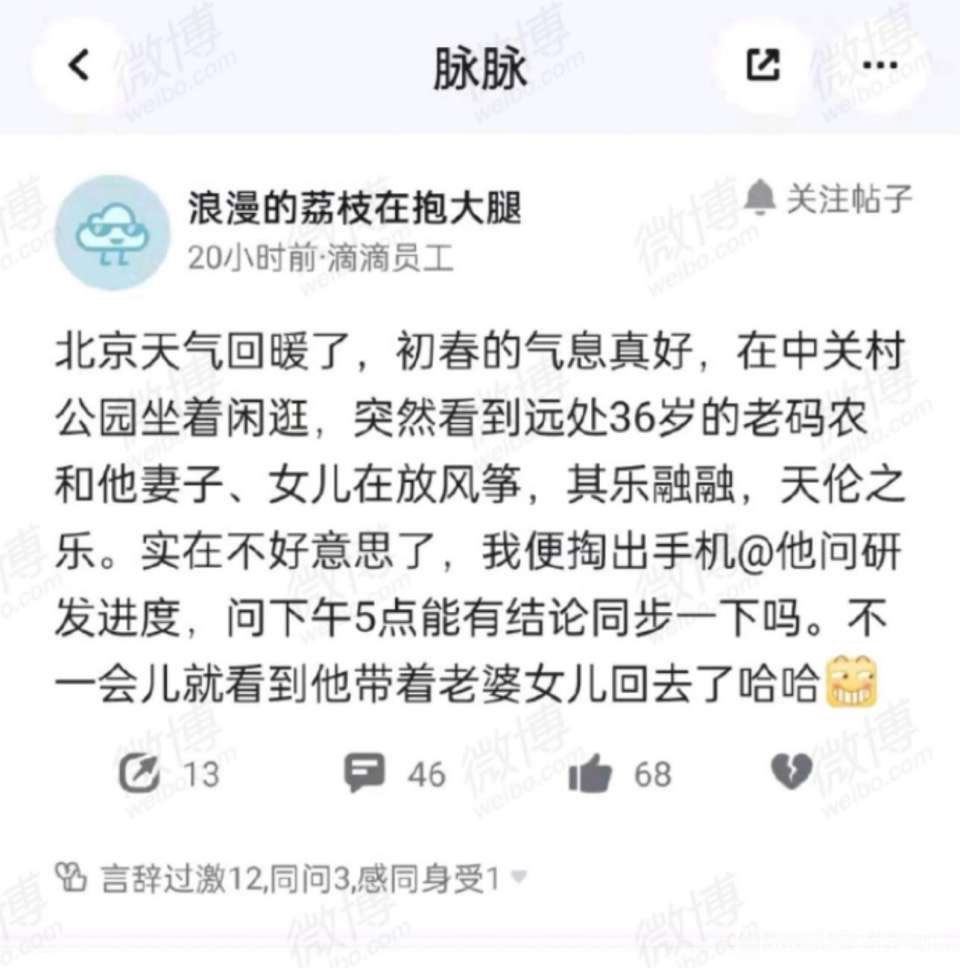 脉脉
浪漫的荔枝在抱大腿
关注帖子
20小时前·滴滴员工
北京天气回暖了，初春的气息真好，在中关村
公园坐着闲逛，突然看到远处36岁的老码农
和他妻子、女儿在放风筝，其乐融融，天伦之
乐。实在不好意思了，我便掏出手机@他问研
发进度，问下午5点能有结论同步一下吗。不
一会儿就看到他带着老婆女儿回去了哈哈
13
46
68
言辞过激12,同问3,感同身受1
微博
weibo.com